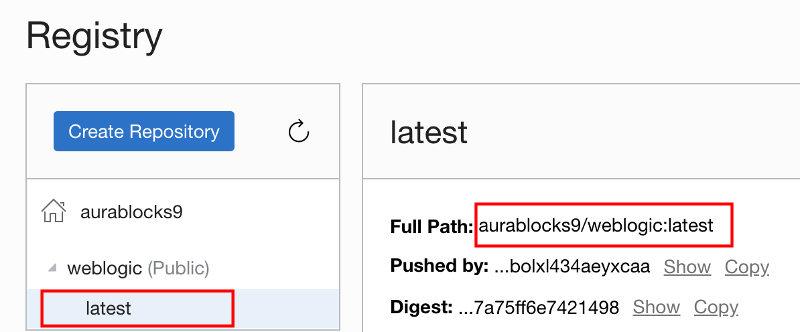 Registry
Create Repository
aurablocks9
weblogic (Public)
latest
latest
Full Path: aurablocks9/weblogic:latest
Pushed by: ...bolxl434aeyxcaa Show Copy
Digest: ...7a75ff6e7421498 Show Copy